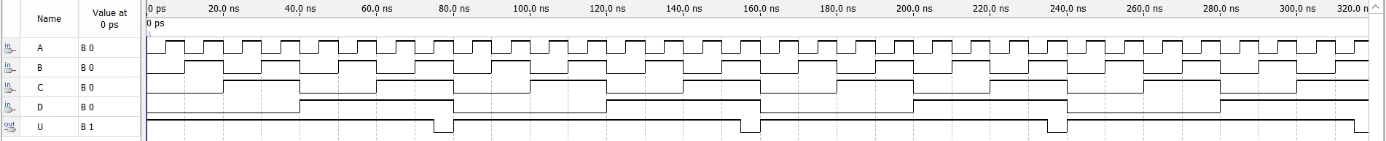 Name Value at 0 ps 0 ps 20.0 ns 40.0 ns 60.0 ns 80.0 ns 100.0 ns 120.0 ns 140.0 ns 160.0 ns 180.0 ns 200.0 ns 220.0 ns 240.0 ns 260.0 ns 280.0 ns 300.0 ns 320.0 n
0 ps
in A B 0
in B B 0
in C B 0
in D B 0
out U B 1